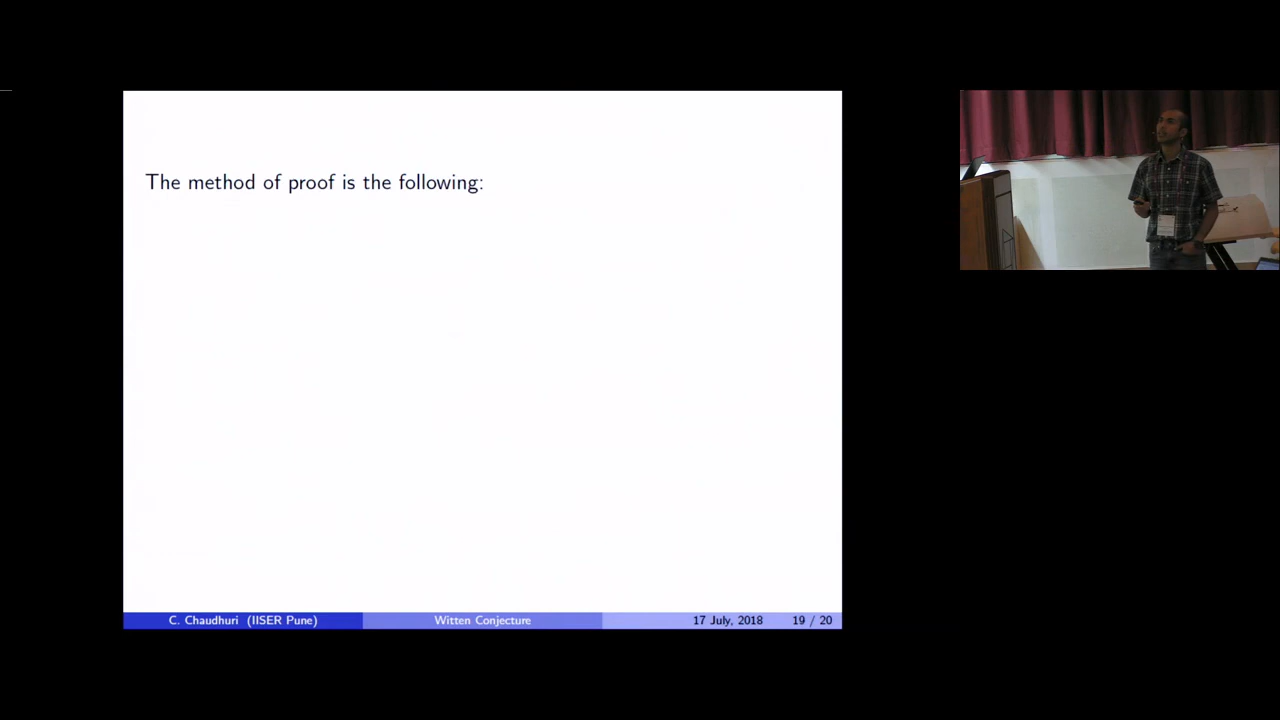 The method of proof is the following:
C. Chaudhuri (IISER Pune) Witten Conjecture 17 July, 2018 19 / 20